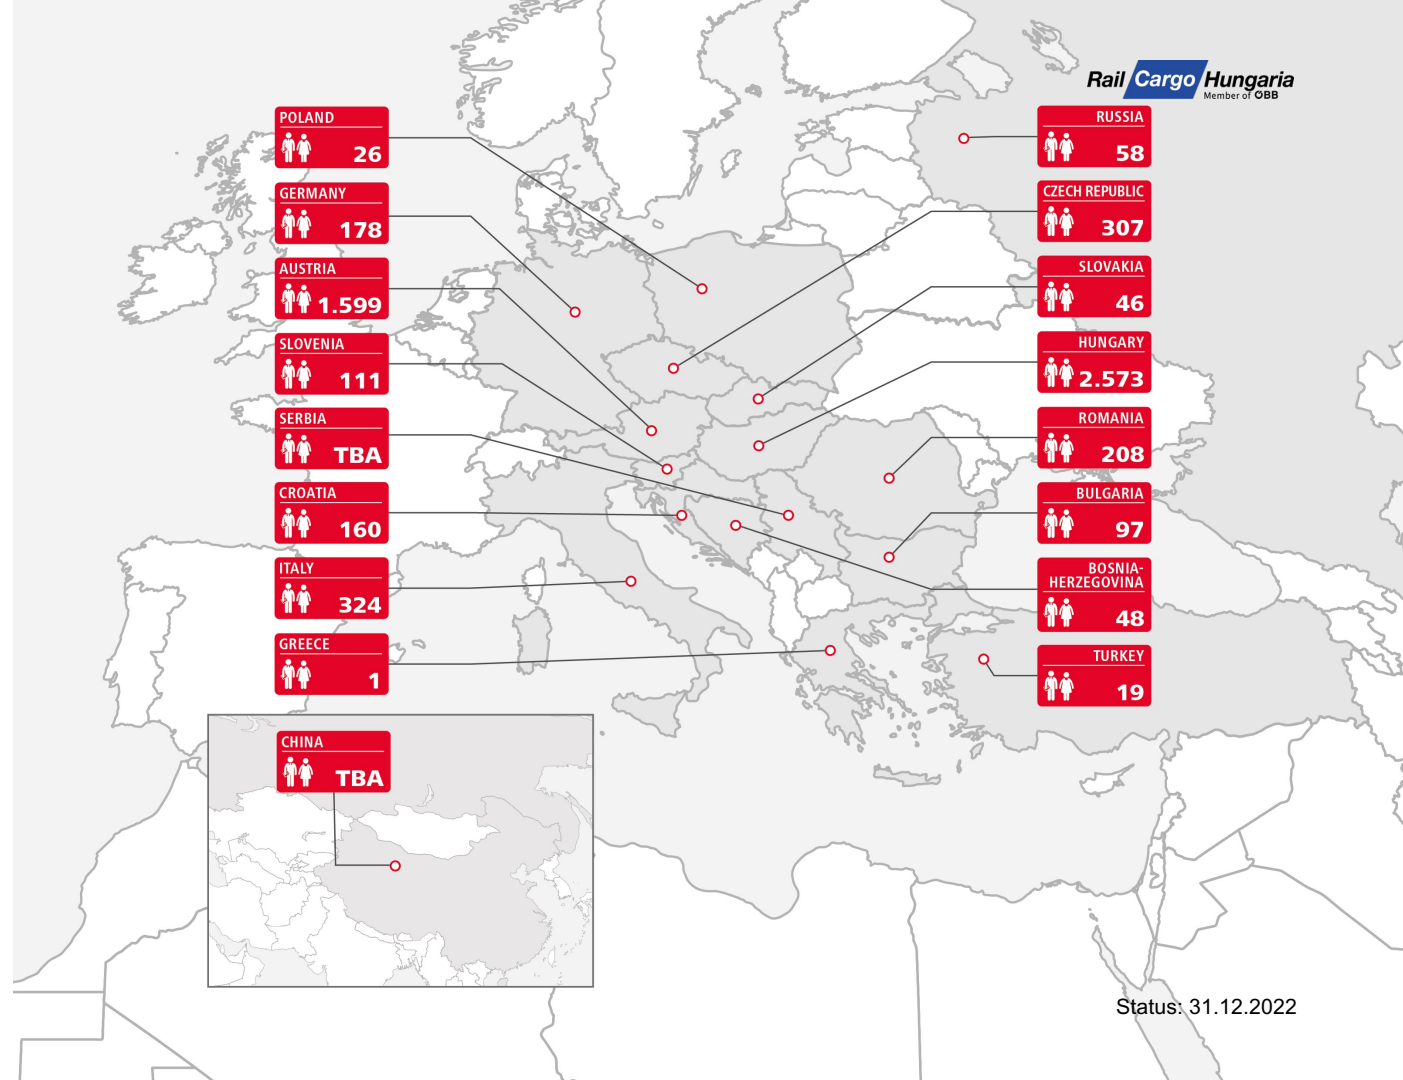 Rail Cargo Hungaria
Member of ÖBB
POLAND
26
GERMANY
178
AUSTRIA
1.599
SLOVENIA
111
SERBIA
TBA
CROATIA
160
ITALY
324
GREECE
1
CHINA
TBA
RUSSIA
58
CZECH REPUBLIC
307
SLOVAKIA
46
HUNGARY
2.573
ROMANIA
208
BULGARIA
97
BOSNIA-
HERZEGOVINA
48
TURKEY
19
Status: 31.12.2022